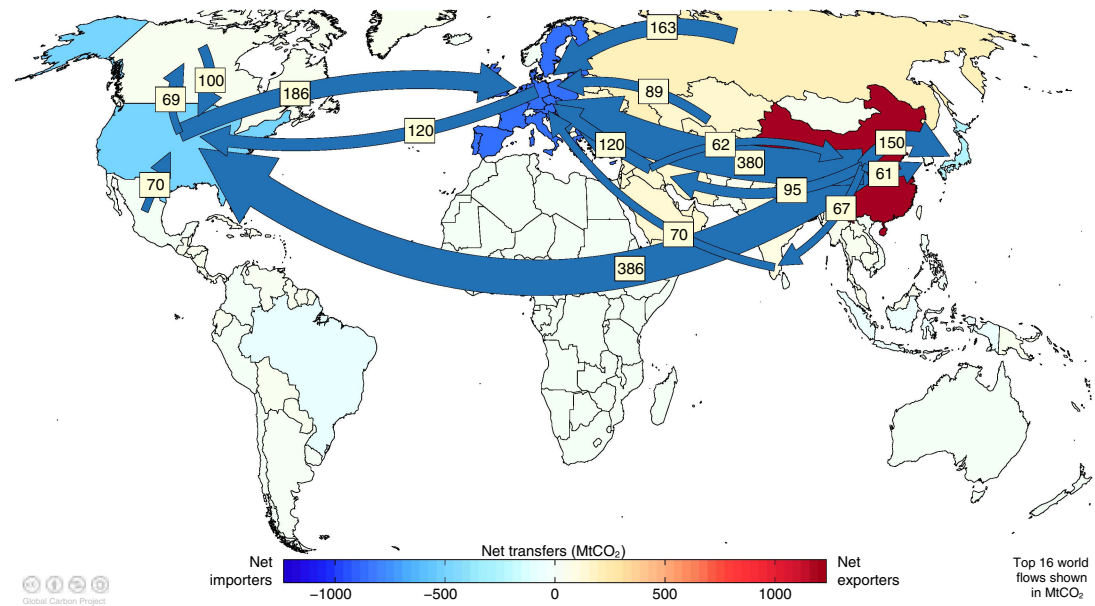 163
100
69
186
89
120
150
62
120
380
61
70
95
67
70
386
Net transfers (MtCO₂)
Net
importers
Net
exporters
−1000
−500
0
500
1000
Top 16 world
flows shown
in MtCO₂
Global Carbon Project